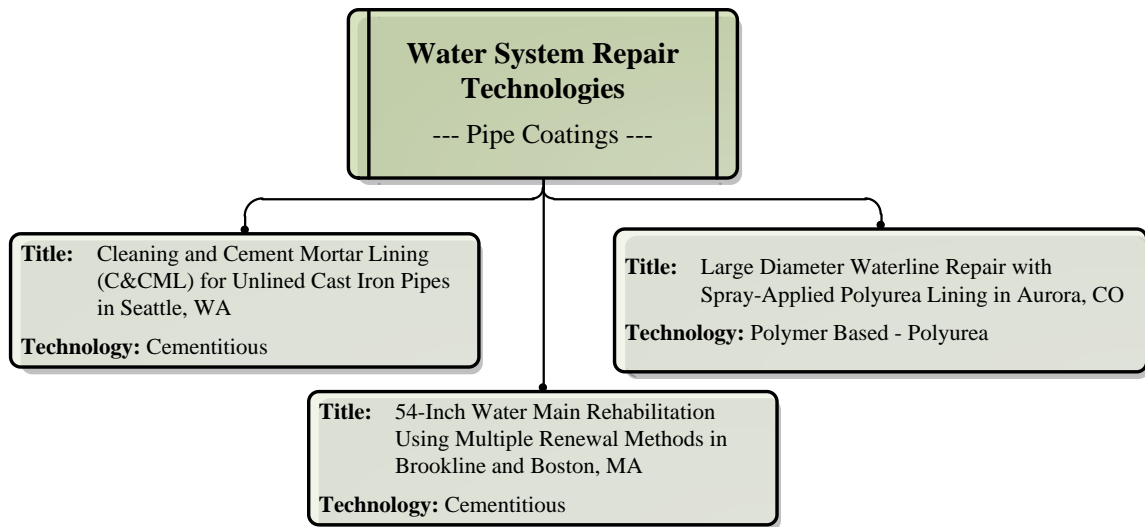 Water System Repair
Technologies
--- Pipe Coatings ---
Title: Cleaning and Cement Mortar Lining
(C&CML) for Unlined Cast Iron Pipes
in Seattle, WA
Technology: Cementitious
Title: Large Diameter Waterline Repair with
Spray-Applied Polyurea Lining in Aurora, CO
Technology: Polymer Based - Polyurea
Title: 54-Inch Water Main Rehabilitation
Using Multiple Renewal Methods in
Brookline and Boston, MA
Technology: Cementitious